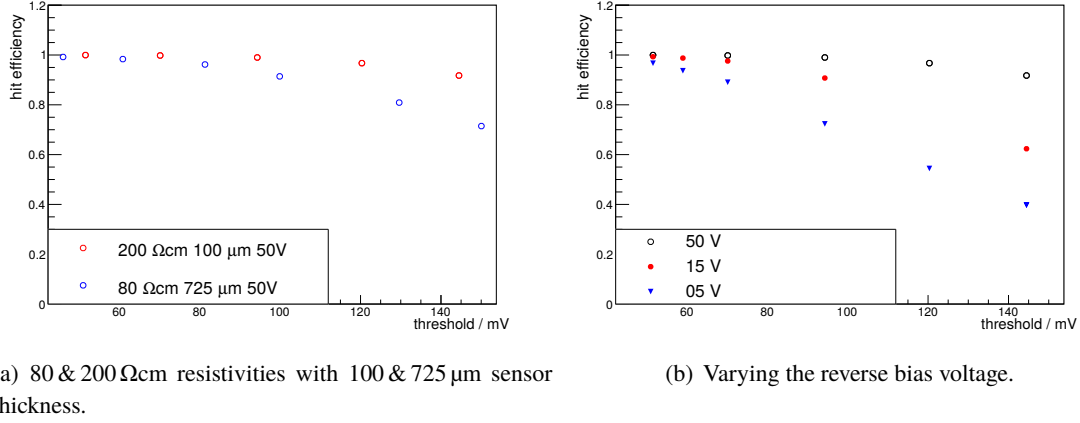 hit efficiency
1.2
1
0.8
0.6
0.4
0.2
0
200 Ωcm 100 μm 50V
80 Ωcm 725 μm 50V
60 80 100 120 140
threshold / mV
hit efficiency
1.2
1
0.8
0.6
0.4
0.2
0
50 V
15 V
05 V
60 80 100 120 140
threshold / mV
a) 80 & 200 Ωcm resistivities with 100 & 725 μm sensor
hickness.
(b) Varying the reverse bias voltage.